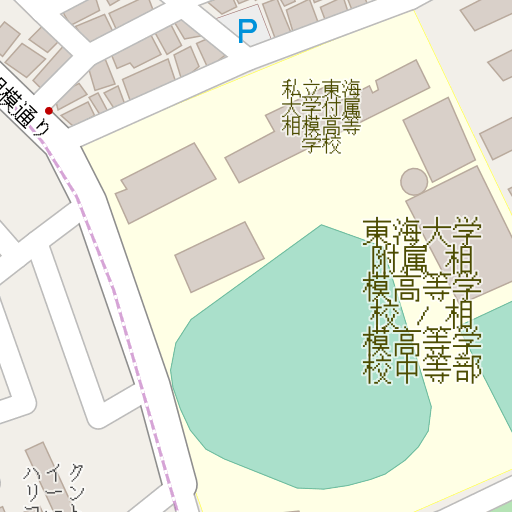 P
相模通り
私立東海
大学付属
相模高等
学校
東海大学
附属 相
模高等学
校 / 相
模高等学
校中等部
ハイク
リーン